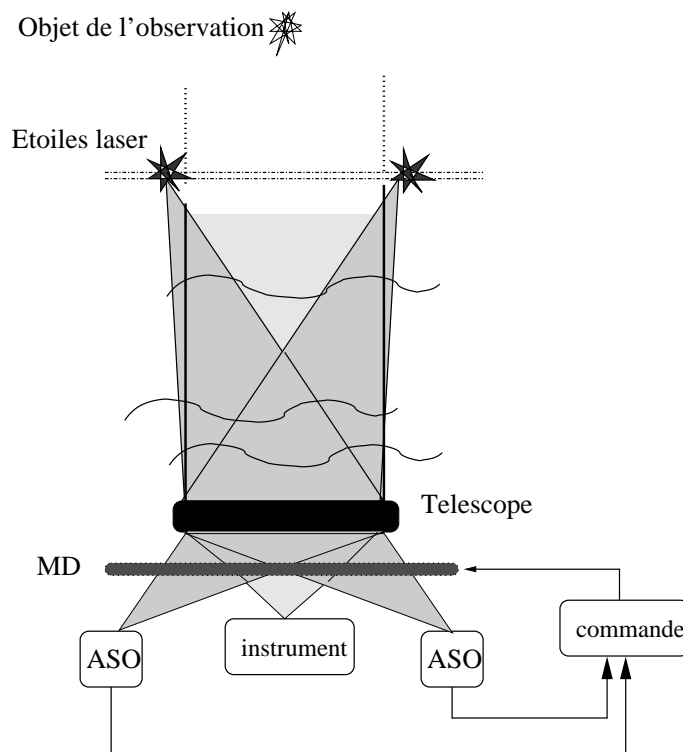 Objet de l'observation
Etoiles laser
Telescope
MD
ASO
instrument
ASO
commande